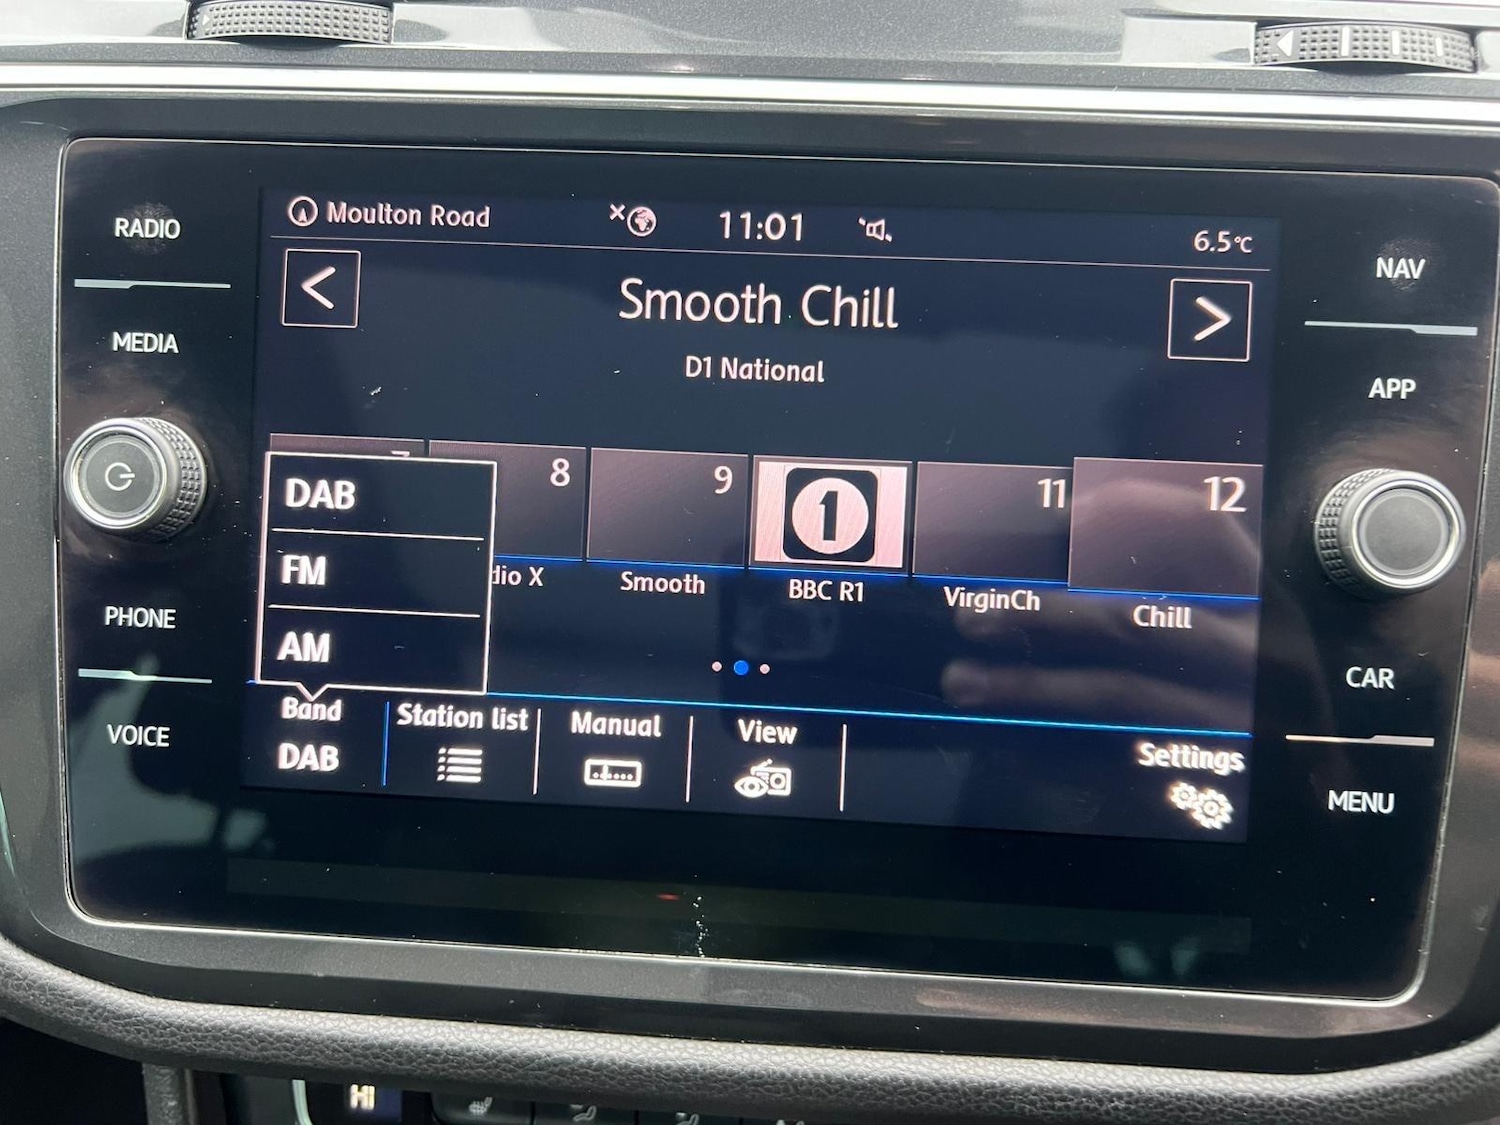 RADIO
MEDIA
PHONE
VOICE
Moulton Road
11:01
6.5°C
<
Smooth Chill
>
D1 National
8
9
1
11
12
DAB
FM
AM
dio X
Smooth
BBC R1
VirginCh
Chill
Band
DAB
Station list
Manual
View
Settings
NAV
APP
CAR
MENU
HI